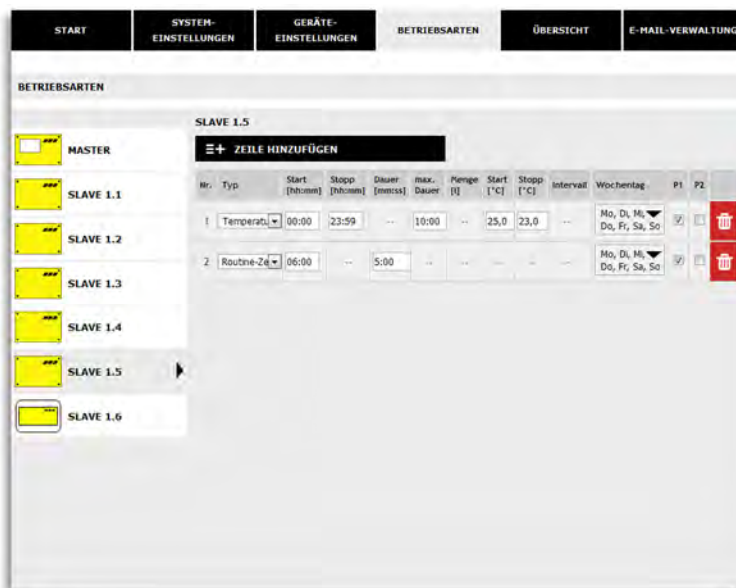 START
SYSTEM-
EINSTELLUNGEN
GERÄTE-
EINSTELLUNGEN
BETRIEBSARTEN
ÜBERSICHT
E-MAIL-VERWALTUNG
BETRIEBSARTEN
MASTER
SLAVE 1.1
SLAVE 1.2
SLAVE 1.3
SLAVE 1.4
SLAVE 1.5
SLAVE 1.6
SLAVE 1.5
ZEILE HINZUFÜGEN
Nr. Typ Start [hh:mm] Stopp [hh:mm] Dauer [mm:ss] max. Dauer Menge [l] Start [°C] Stopp [°C] Intervall Wochentag P1 P2
1 Temperatu 00:00 23:59 -- 10:00 -- 25,0 23,0 -- Mo, Di, Mi, Do, Fr, Sa, So
2 Routine-Ze 06:00 -- 5:00 -- -- -- -- -- Mo, Di, Mi, Do, Fr, Sa, So